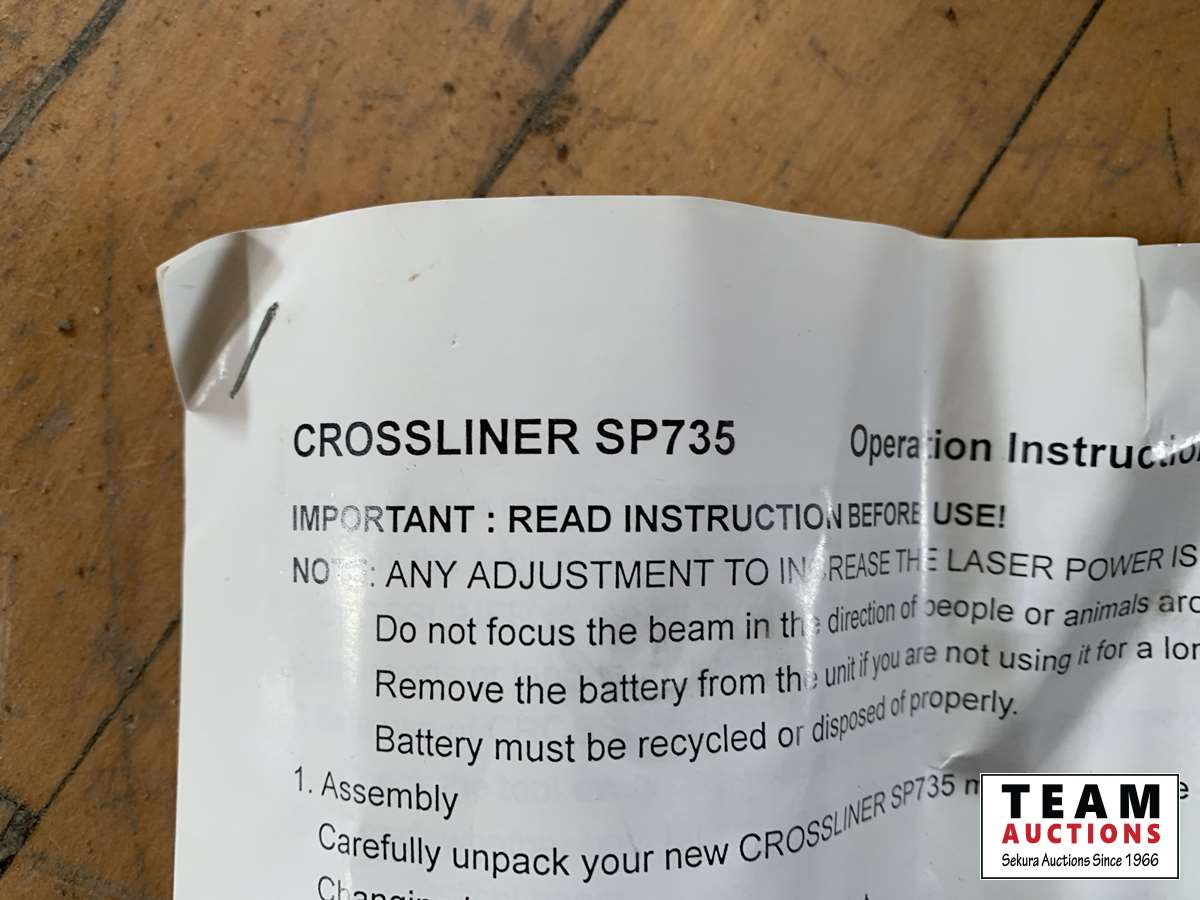 CROSSLINER SP735 Operation Instructio
IMPORTANT : READ INSTRUCTION BEFORE USE!
NOTE: ANY ADJUSTMENT TO INCREASE THE LASER POWER IS
Do not focus the beam in the direction of people or animals aro
Remove the battery from the unit if you are not using it for a lon
Battery must be recycled or disposed of properly.
1. Assembly
Carefully unpack your new CROSSLINER SP735
TEAM
AUCTIONS
Sekura Auctions Since 1966